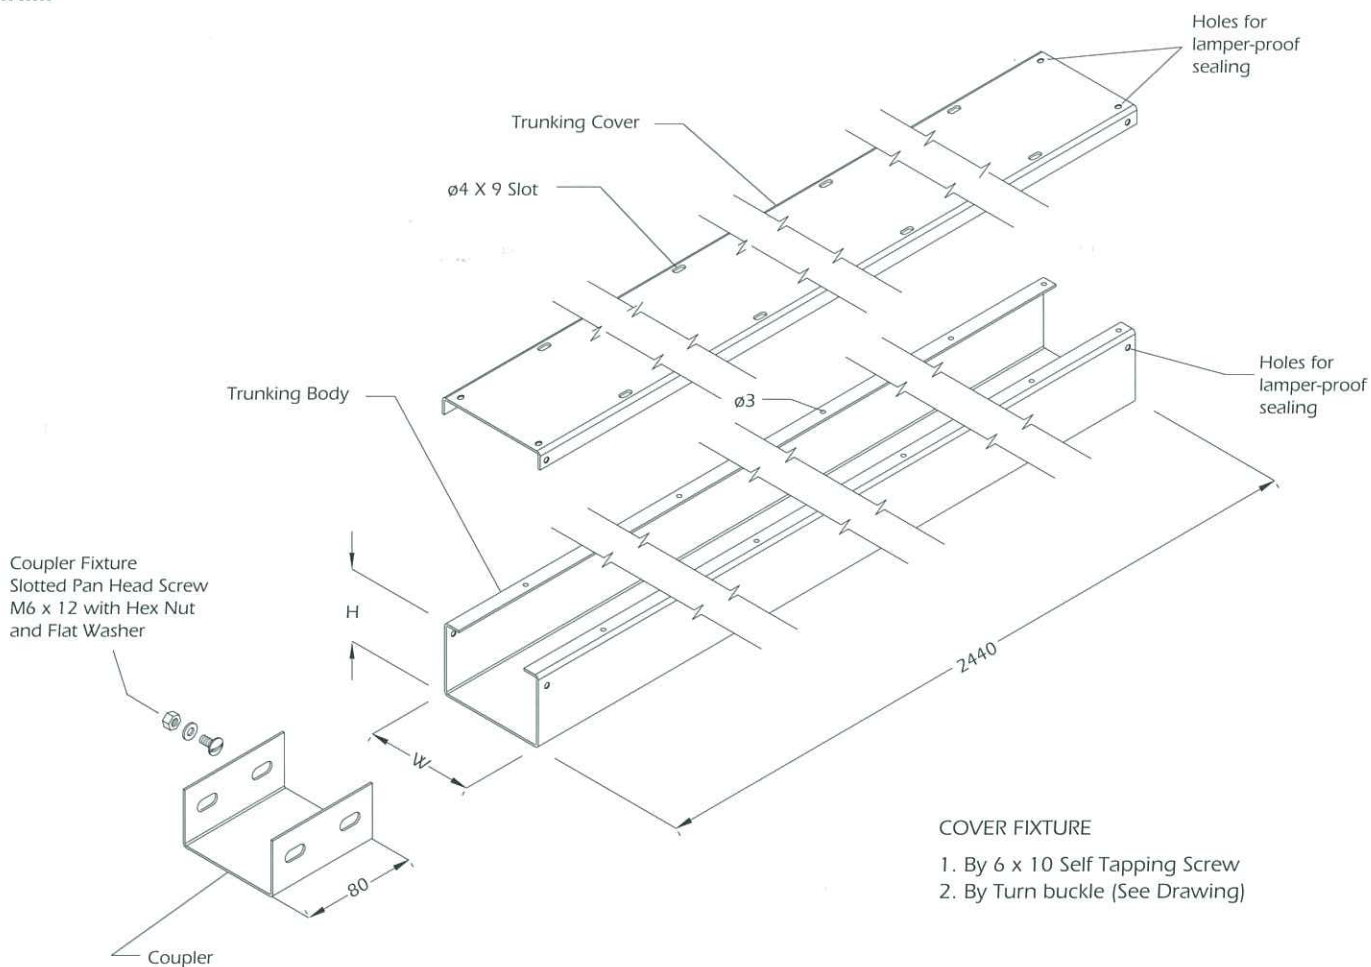 Holes for
lamper-proof
sealing
Trunking Cover
ø4 X 9 Slot
Trunking Body
ø3
Holes for
lamper-proof
sealing
Coupler Fixture
Slotted Pan Head Screw
M6 x 12 with Hex Nut
and Flat Washer
H
W
2440
80
Coupler
COVER FIXTURE
1. By 6 x 10 Self Tapping Screw
2. By Turn buckle (See Drawing)